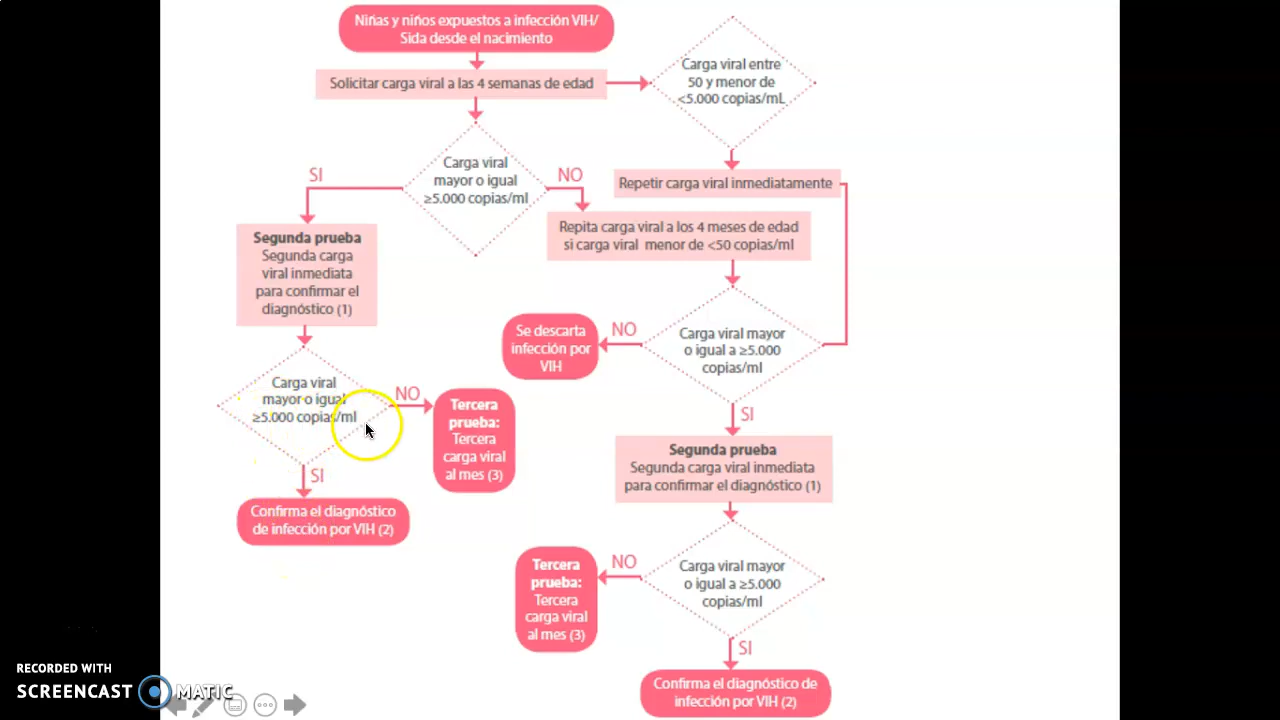 Niñas y niños expuestos a infección VIH/
Sida desde el nacimiento
Solicitar carga viral a las 4 semanas de edad
Carga viral entre
50 y menor de
<5.000 copias/mL
Carga viral
mayor o igual
≥5.000 copias/ml
SI
NO
Repetir carga viral inmediatamente
Repita carga viral a los 4 meses de edad
si carga viral menor de <50 copias/ml
Segunda prueba
Segunda carga
viral inmediata
para confirmar el
diagnóstico (1)
Carga viral mayor
o igual a ≥5.000
copias/ml
NO
Se descarta
infección por
VIH
Carga viral
mayor o igual
≥5.000 copias/ml
NO
Tercera
prueba:
Tercera
carga viral
al mes (3)
SI
Confirma el diagnóstico
de infección por VIH (2)
SI
Segunda prueba
Segunda carga viral inmediata
para confirmar el diagnóstico (1)
Carga viral mayor
o igual a ≥5.000
copias/ml
NO
Tercera
prueba:
Tercera
carga viral
al mes (3)
SI
Confirma el diagnóstico de
infección por VIH (2)
RECORDED WITH
SCREENCAST MATIC